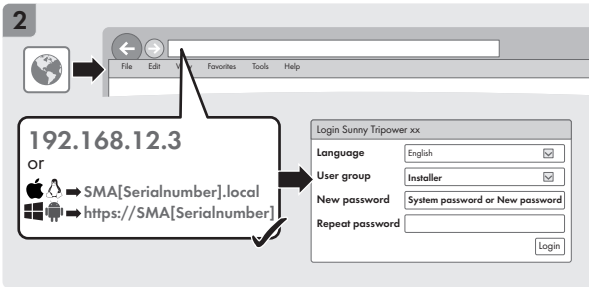 2
File Edit View Favorites Tools Help
192.168.12.3
or
SMA[Serialnumber].local
https://SMA[Serialnumber]
Login Sunny Tripower xx
Language English
User group Installer
New password System password or New password
Repeat password
Login